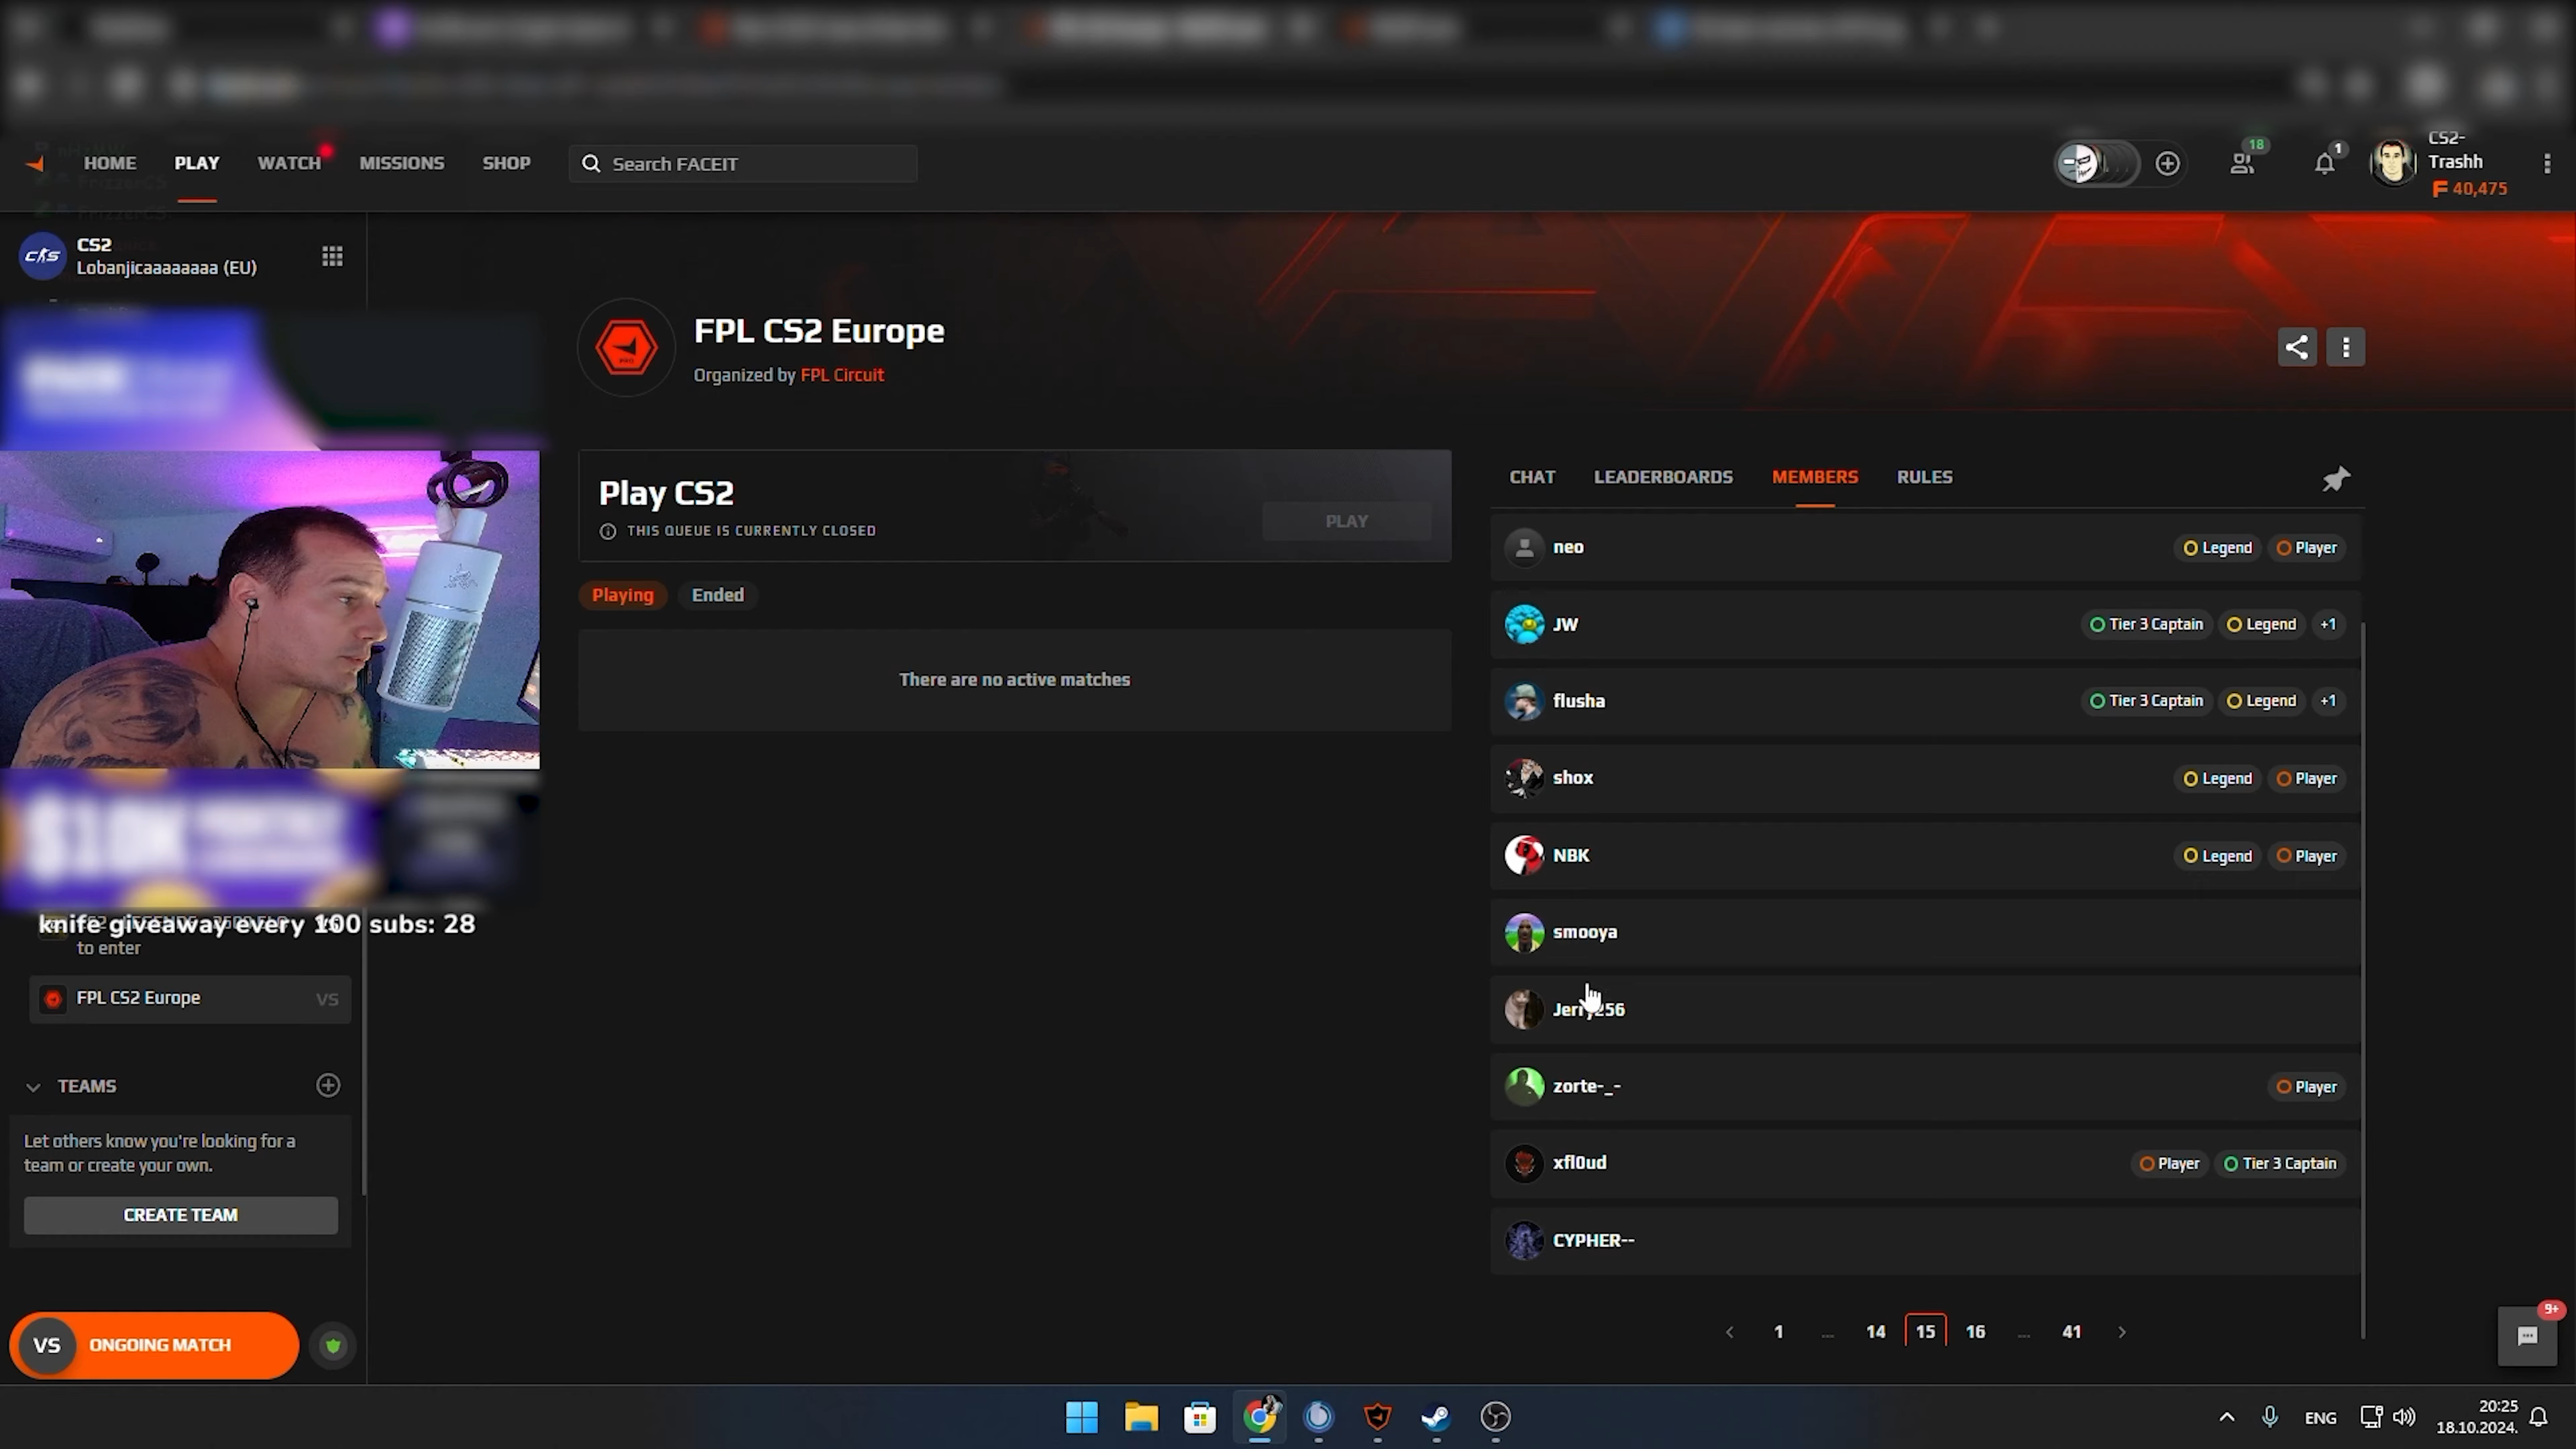 HOME
PLAY
WATCH
MISSIONS
SHOP
Search FACEIT
18
1
CS2-
Trashh
40,475
CS2
Lobanjicaaaaaaaa (EU)
FPL CS2 Europe
Organized by FPL Circuit
Play CS2
THIS QUEUE IS CURRENTLY CLOSED
PLAY
Playing
Ended
There are no active matches
CHAT
LEADERBOARDS
MEMBERS
RULES
neo
Legend
Player
JW
Tier 3 Captain
Legend
+1
flusha
Tier 3 Captain
Legend
+1
shox
Legend
Player
NBK
Legend
Player
smooya
Jerry256
zorte-_-
Player
xfl0ud
Player
Tier 3 Captain
CYPHER--
1
...
14
15
16
...
41
$10K
knife giveaway every 100 subs: 28
to enter
FPL CS2 Europe
VS
TEAMS
Let others know you're looking for a
team or create your own.
CREATE TEAM
VS
ONGOING MATCH
9+
ENG
20:25
18.10.2024.